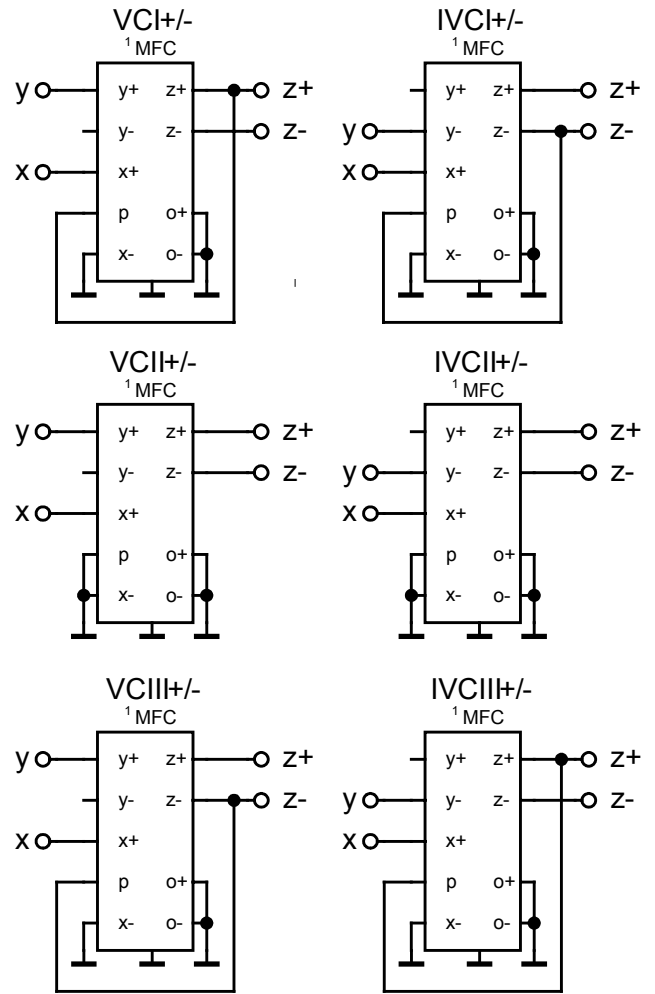 VCI+/-
1 MFC
y y+ z+ z+
y- z- z-
x x+
p o+
x- o-
IVCI+/-
1 MFC
y+ z+ z+
y y- z- z-
x x+
p o+
x- o-
VCII+/-
1 MFC
y y+ z+ z+
y- z- z-
x x+
p o+
x- o-
IVCII+/-
1 MFC
y+ z+ z+
y y- z- z-
x x+
p o+
x- o-
VCIII+/-
1 MFC
y y+ z+ z+
y- z- z-
x x+
p o+
x- o-
IVCIII+/-
1 MFC
y+ z+ z+
y y- z- z-
x x+
p o+
x- o-